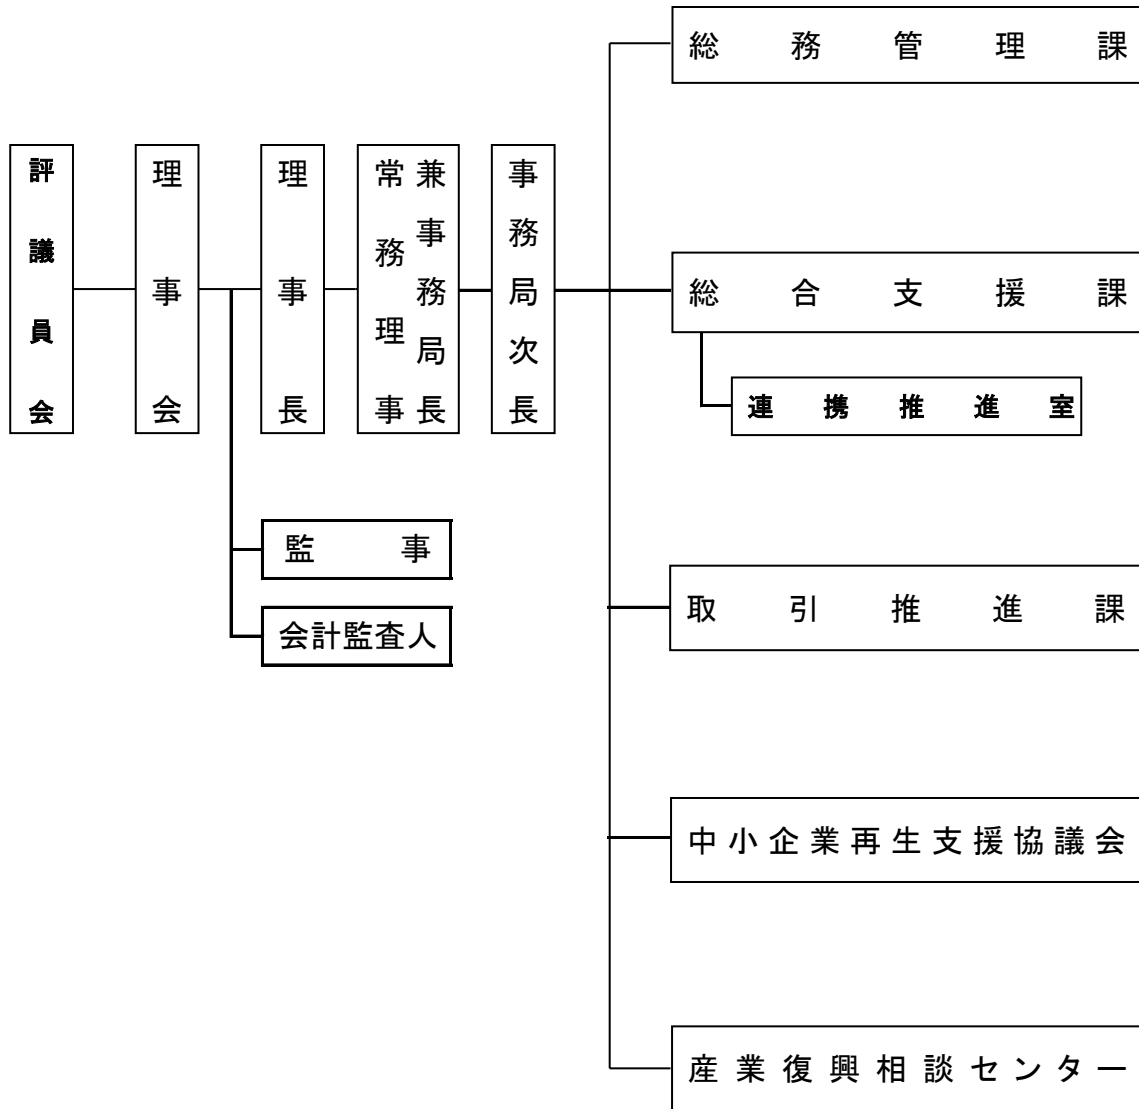 評議員会
理事会
理事長
常務理事
兼事務局長
事務局次長
監事
会計監査人
総務管理課
総合支援課
連携推進室
取引推進課
中小企業再生支援協議会
産業復興相談センター